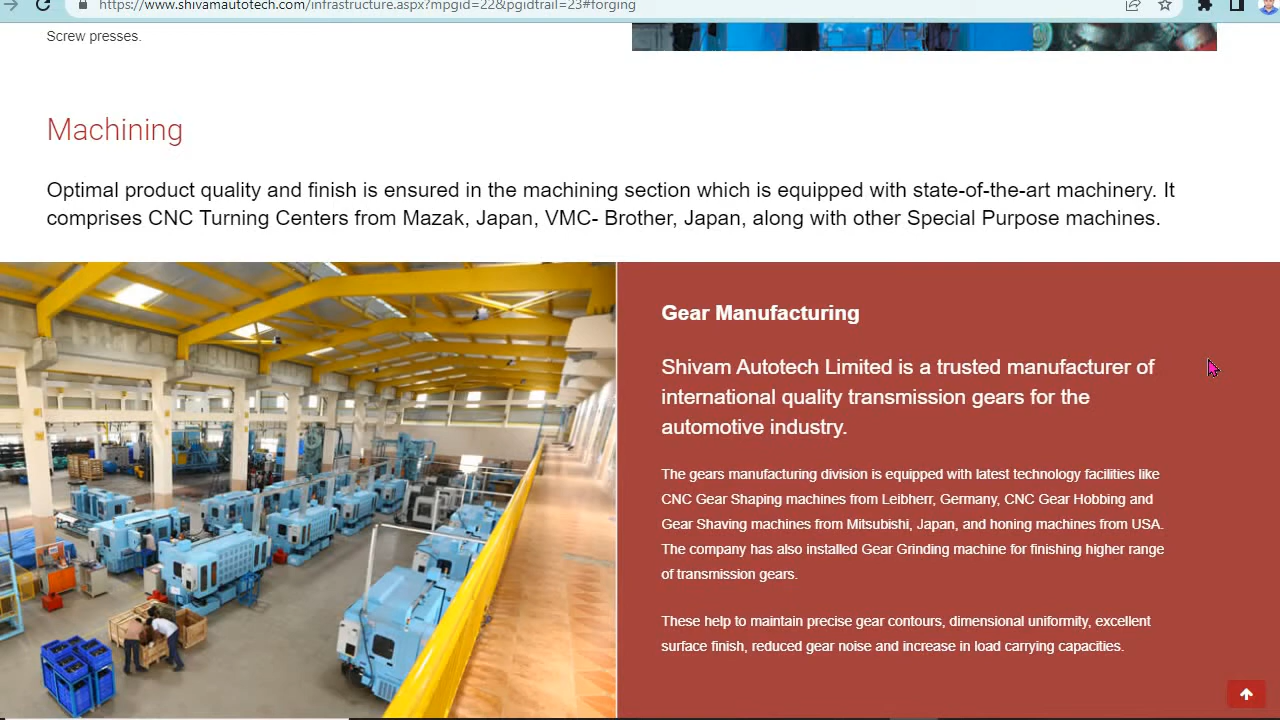 https://www.shivamautotech.com/infrastructure.aspx?mpgid=22&pgidtrail=23#forging
Screw presses.
Machining
Optimal product quality and finish is ensured in the machining section which is equipped with state-of-the-art machinery. It
comprises CNC Turning Centers from Mazak, Japan, VMC- Brother, Japan, along with other Special Purpose machines.
Gear Manufacturing
Shivam Autotech Limited is a trusted manufacturer of
international quality transmission gears for the
automotive industry.
The gears manufacturing division is equipped with latest technology facilities like
CNC Gear Shaping machines from Leibherr, Germany, CNC Gear Hobbing and
Gear Shaving machines from Mitsubishi, Japan, and honing machines from USA.
The company has also installed Gear Grinding machine for finishing higher range
of transmission gears.
These help to maintain precise gear contours, dimensional uniformity, excellent
surface finish, reduced gear noise and increase in load carrying capacities.